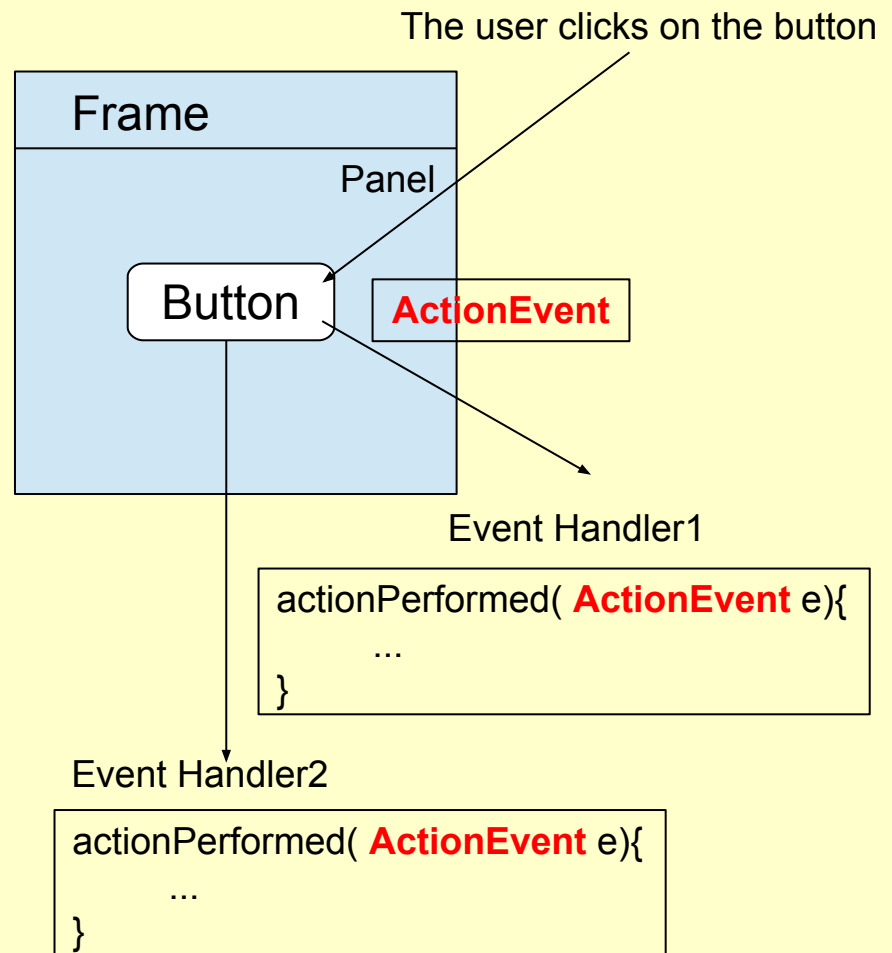 The user clicks on the button
Frame
Panel
Button
ActionEvent
Event Handler1
actionPerformed( ActionEvent e){
...
}
Event Handler2
actionPerformed( ActionEvent e){
...
}